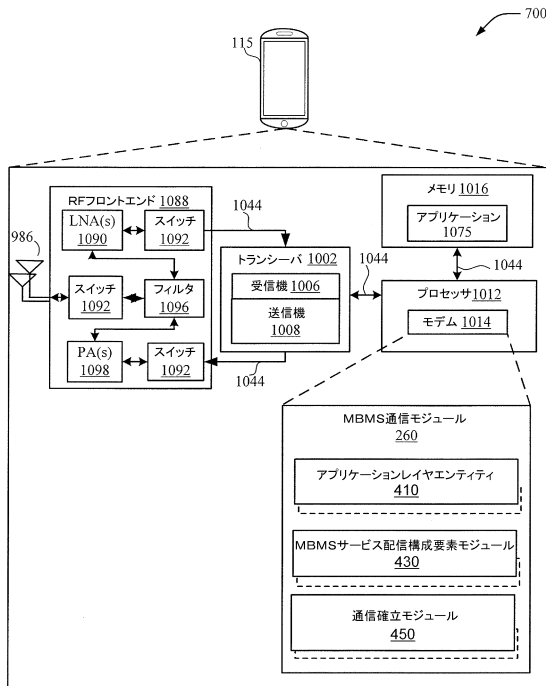 700
115
RFフロントエンド 1088
LNA(s)
1090
スイッチ
1092
986
スイッチ
1092
フィルタ
1096
PA(s)
1098
スイッチ
1092
1044
トランシーバ 1002
受信機 1006
送信機
1008
1044
1044
メモリ 1016
アプリケーション
1075
1044
プロセッサ 1012
モデム 1014
MBMS通信モジュール
260
アプリケーションレイヤエンティティ
410
MBMSサービス配信構成要素モジュール
430
通信確立モジュール
450